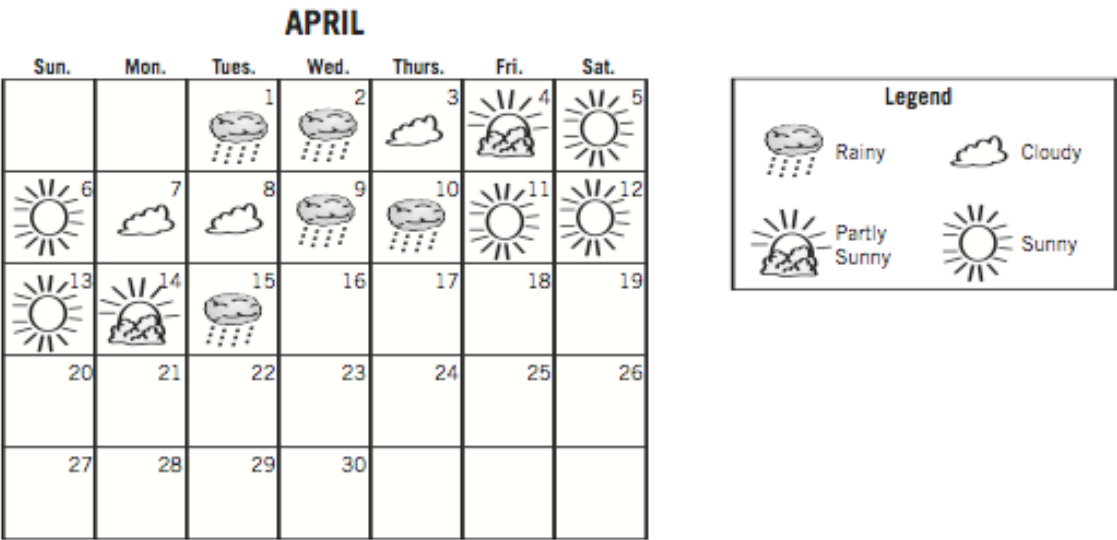 APRIL
Sun. Mon. Tues. Wed. Thurs. Fri. Sat.
1 2 3 4 5
6 7 8 9 10 11 12
13 14 15 16 17 18 19
20 21 22 23 24 25 26
27 28 29 30
Legend
Rainy Cloudy
Partly
Sunny Sunny